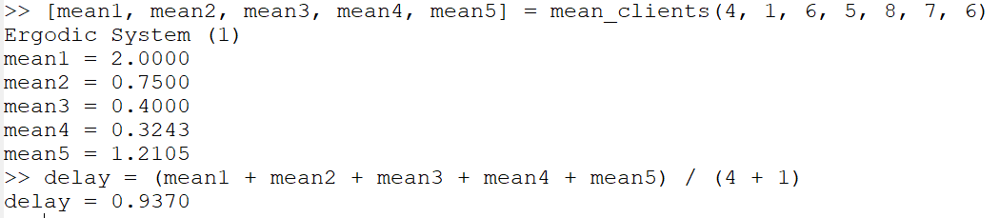 >> [mean1, mean2, mean3, mean4, mean5] = mean_clients(4, 1, 6, 5, 8, 7, 6)
Ergodic System (1)
mean1 = 2.0000
mean2 = 0.7500
mean3 = 0.4000
mean4 = 0.3243
mean5 = 1.2105
>> delay = (mean1 + mean2 + mean3 + mean4 + mean5) / (4 + 1)
delay = 0.9370